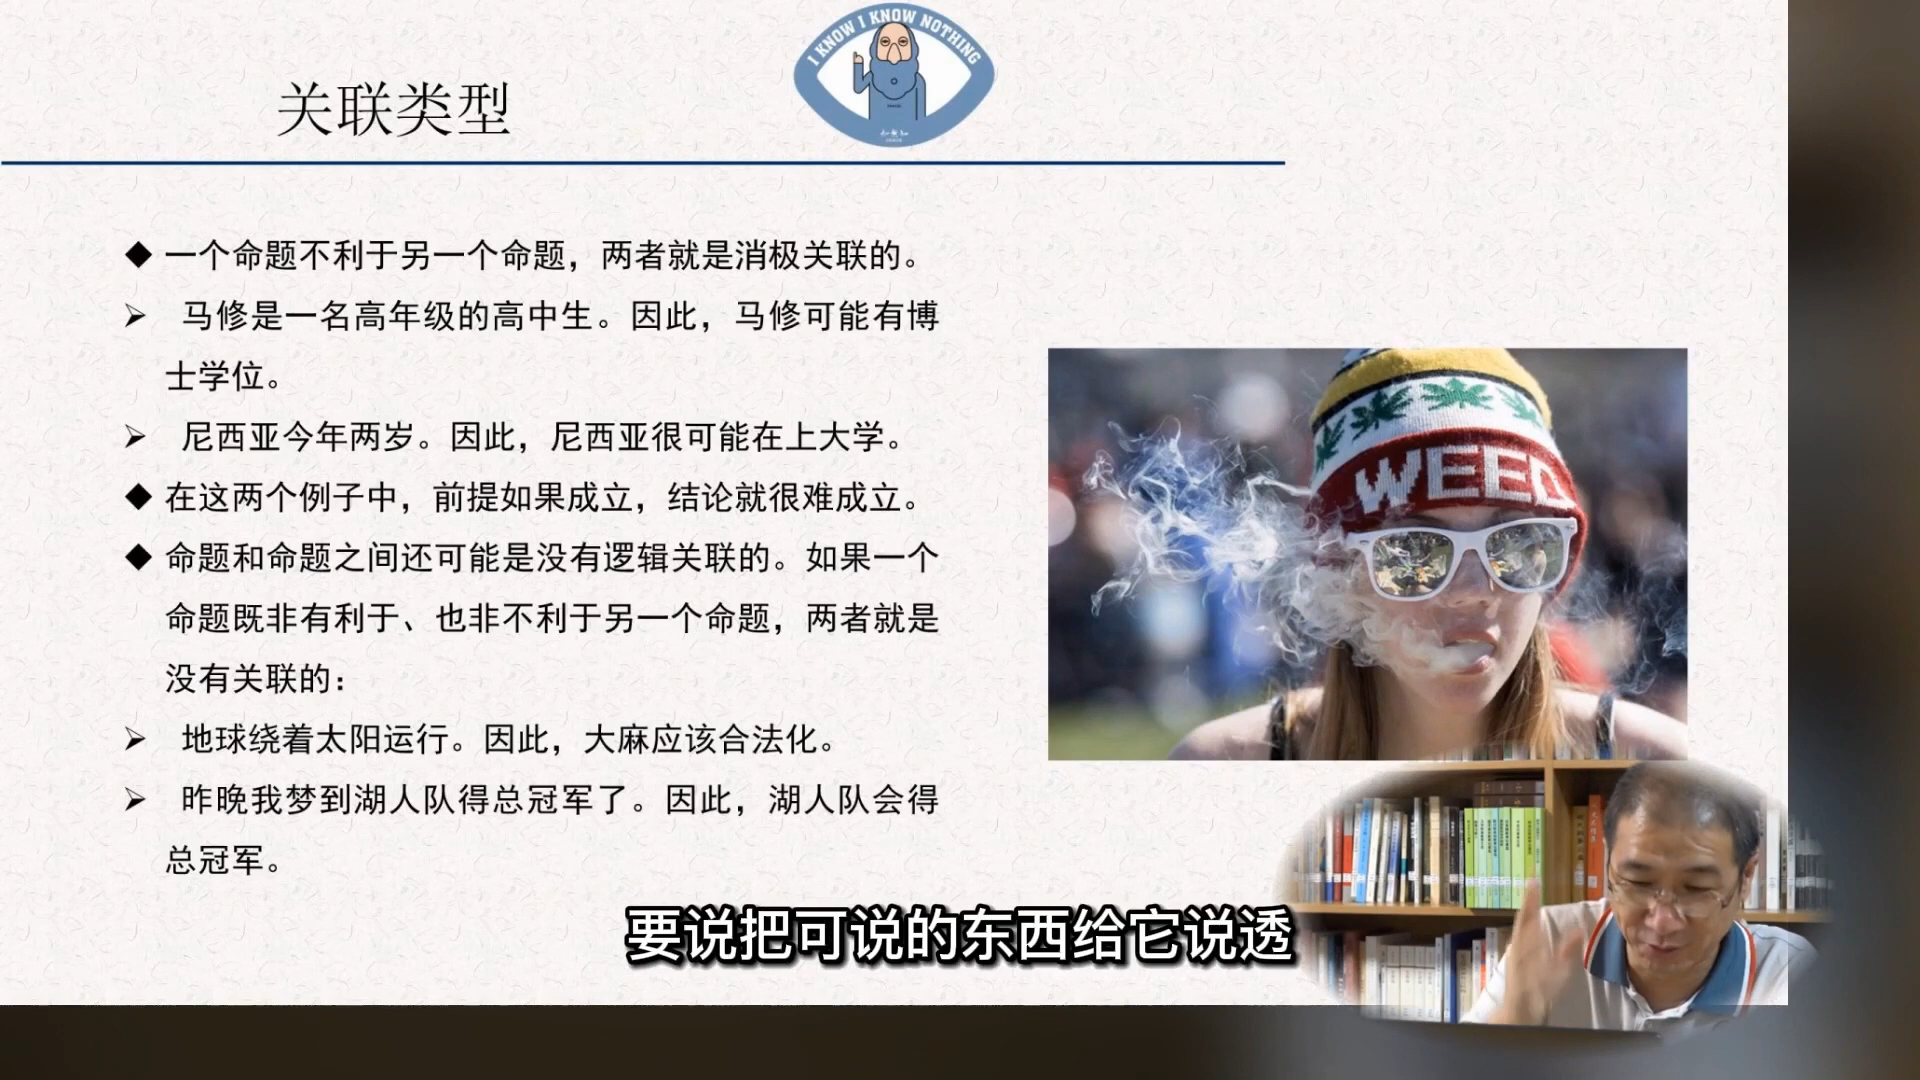 I KNOW I KNOW NOTHING
关联类型
◆ 一个命题不利于另一个命题，两者就是消极关联的。
➢ 马修是一名高年级的高中生。因此，马修可能有博
士学位。
➢ 尼西亚今年两岁。因此，尼西亚很可能在上大学。
◆ 在这两个例子中，前提如果成立，结论就很难成立。
◆ 命题和命题之间还可能是没有逻辑关联的。如果一个
命题既非有利于、也非不利于另一个命题，两者就是
没有关联的：
➢ 地球绕着太阳运行。因此，大麻应该合法化。
➢ 昨晚我梦到湖人队得总冠军了。因此，湖人队会得
总冠军。
WEED
要说把可说的东西给它说透